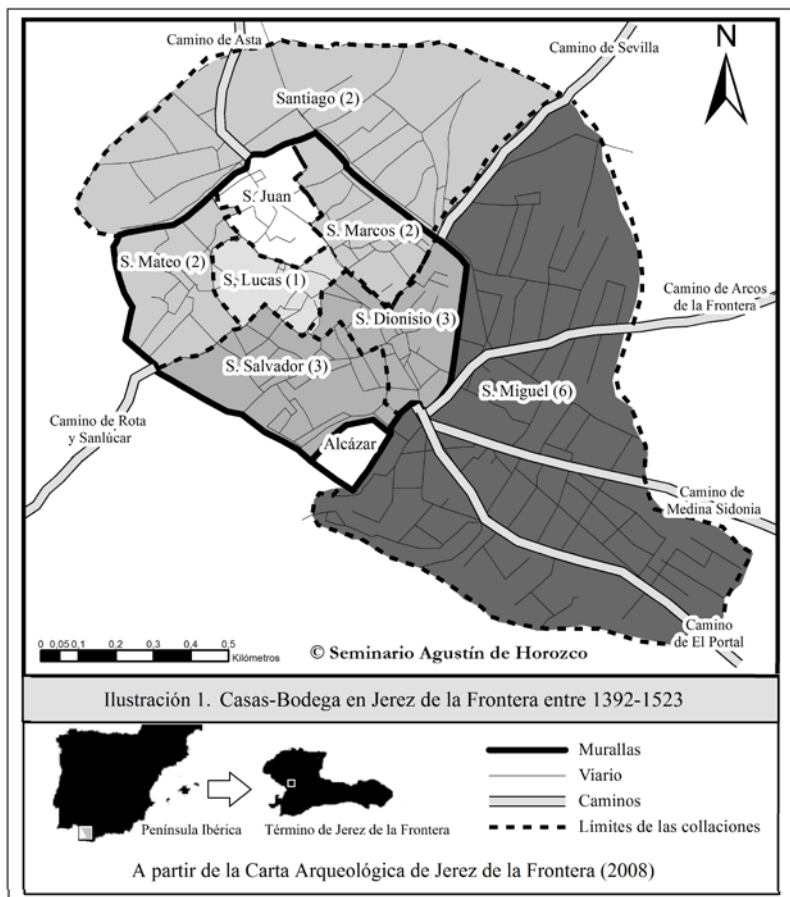 Camino de Asta
Camino de Sevilla
N
Santiago (2)
S. Juan
S. Marcos (2)
S. Mateo (2)
S. Lucas (1)
Camino de Arcos
de la Frontera
S. Dionisio (3)
S. Salvador (3)
S. Miguel (6)
Camino de Rota
y Sanlúcar
Alcázar
Camino de
Medina Sidonia
Camino
de El Portal
0 0,05 0,1 0,2 0,3 0,4 0,5
Kilómetros
© Seminario Agustín de Horozco
Ilustración 1. Casas-Bodega en Jerez de la Frontera entre 1392-1523
Península Ibérica
Término de Jerez de la Frontera
Murallas
Viario
Caminos
Límites de las collaciones
A partir de la Carta Arqueológica de Jerez de la Frontera (2008)